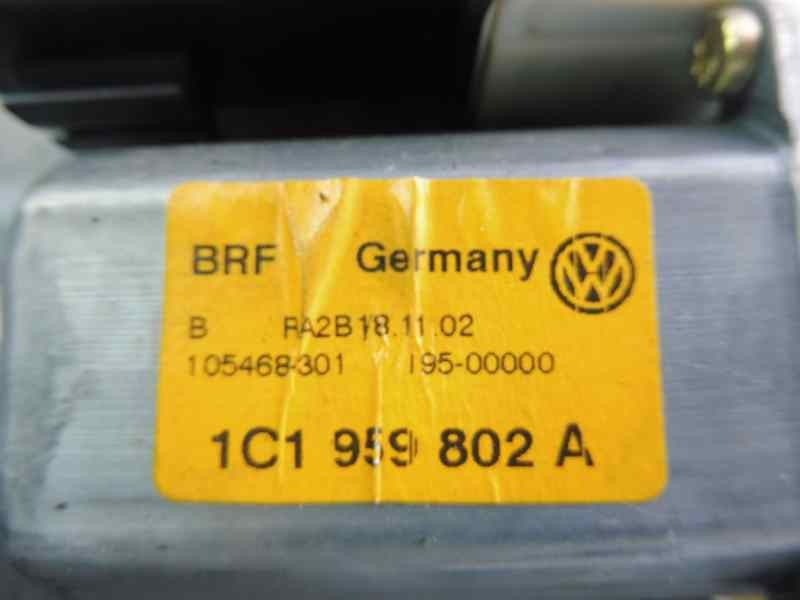 BRF Germany
B RA2B 18.11.02
105468-301 195-00000
1C1 959 802 A